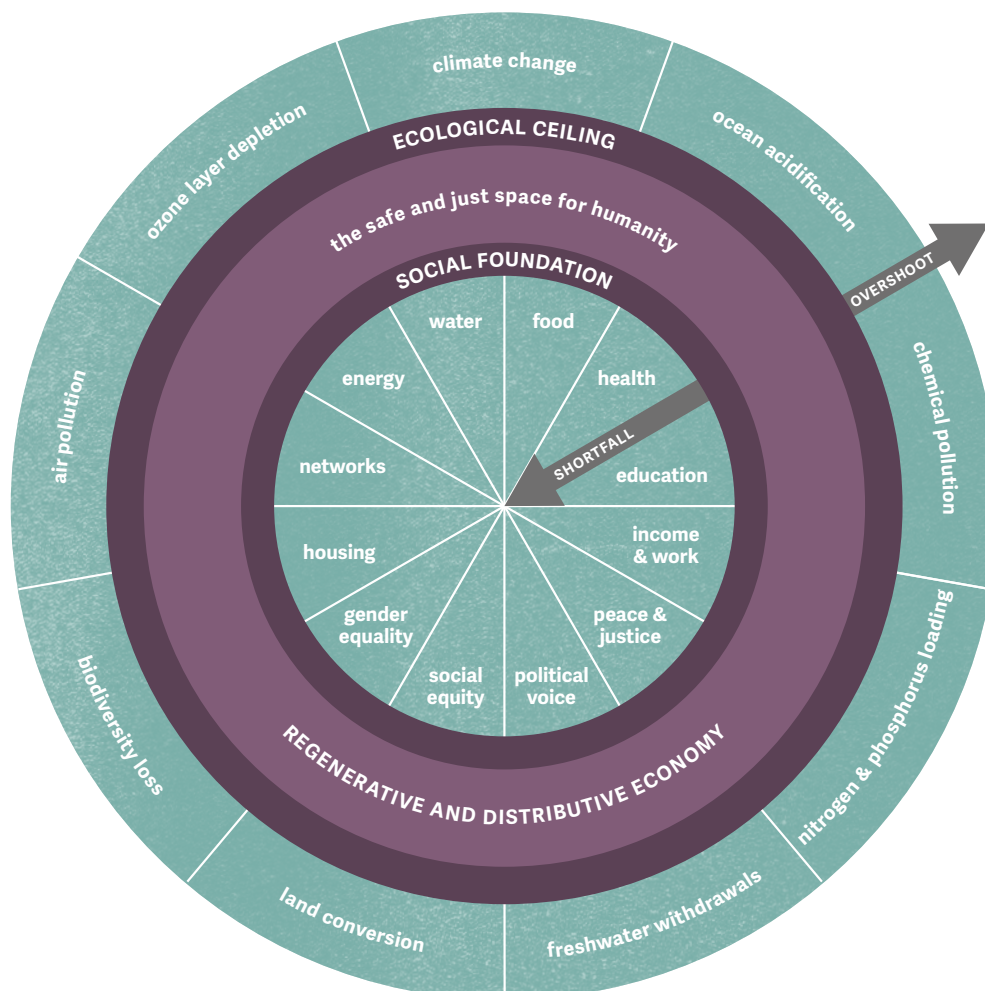 climate change
ocean acidification
chemical pollution
nitrogen & phosphorus loading
freshwater withdrawals
land conversion
biodiversity loss
air pollution
ozone layer depletion
ECOLOGICAL CEILING
the safe and just space for humanity
SOCIAL FOUNDATION
OVERSHOOT
water
food
energy
health
SHORTFALL
networks
education
housing
income
& work
gender
equality
peace &
justice
social
equity
political
voice
REGENERATIVE AND DISTRIBUTIVE ECONOMY